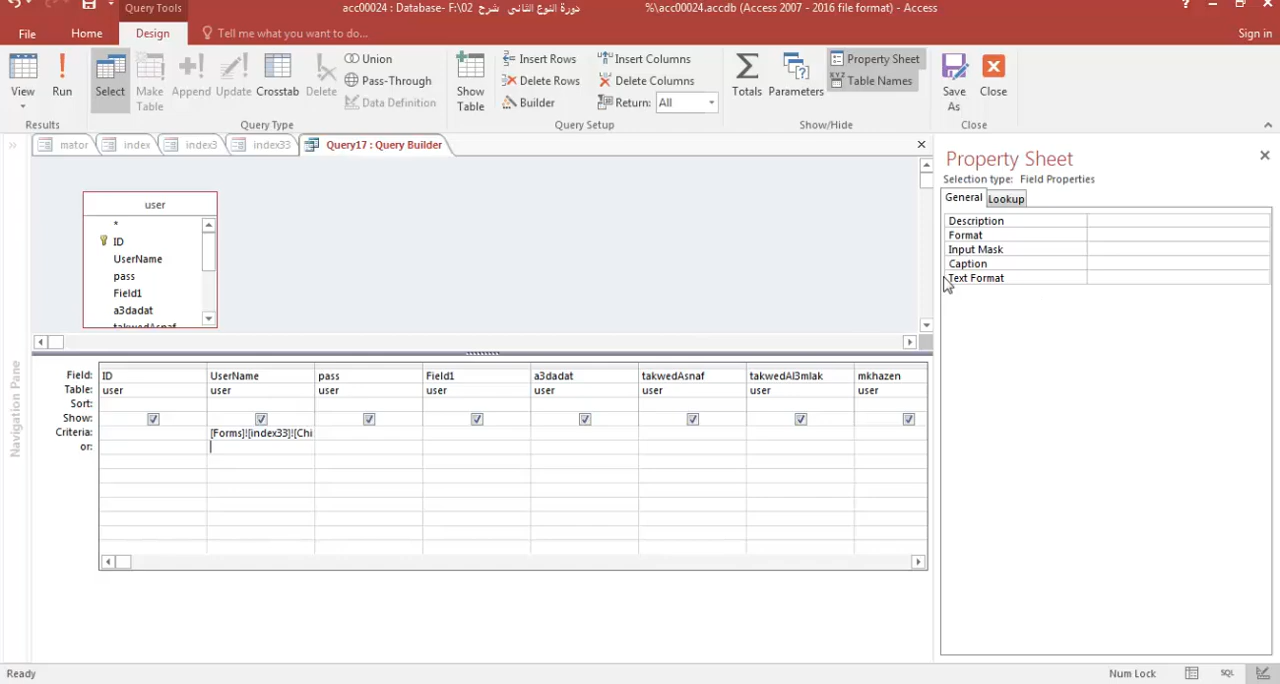 Query Tools
acc00024 : Database- F:\02 دورة النوع الثانى شرح %\acc00024.accdb (Access 2007 - 2016 file format) - Access
File
Home
Design
Tell me what you want to do...
Sign in
View
Run
Select
Make Table
Append
Update
Crosstab
Delete
Union
Pass-Through
Data Definition
Show Table
Insert Rows
Delete Rows
Builder
Insert Columns
Delete Columns
Return: All
Totals
Parameters
Property Sheet
Table Names
Save As
Close
Results
Query Type
Query Setup
Show/Hide
Close
mator
index
index3
index33
Query17 : Query Builder
user
*
ID
UserName
pass
Field1
a3dadat
takwedAsnaf
Field: ID UserName pass Field1 a3dadat takwedAsnaf takwedAl3mlak mkhazen
Table: user user user user user user user user
Sort:
Show:
Criteria: [Forms]![index33]![Chi
or:
Property Sheet
Selection type: Field Properties
General
Lookup
Description
Format
Input Mask
Caption
Text Format
Navigation Pane
Ready
Num Lock
SQL